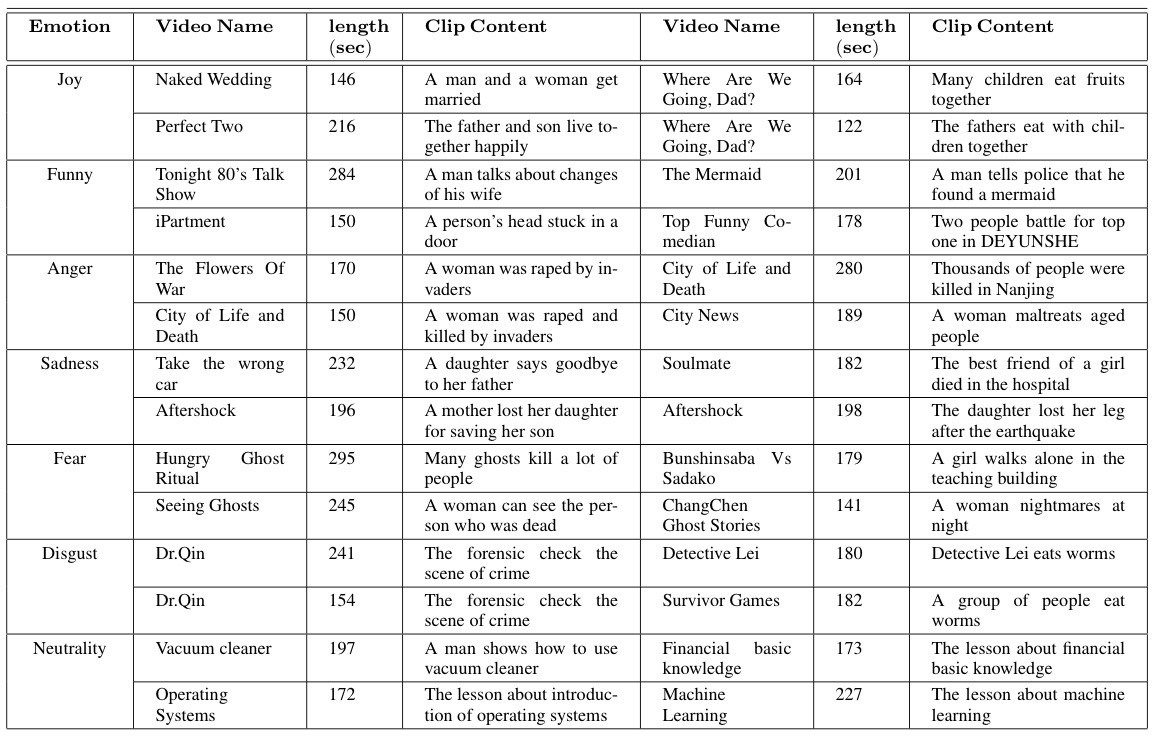 Emotion Video Name length (sec) Clip Content Video Name length (sec) Clip Content
Joy Naked Wedding 146 A man and a woman get married Where Are We Going, Dad? 164 Many children eat fruits together
Perfect Two 216 The father and son live to-gether happily Where Are We Going, Dad? 122 The fathers eat with chil-dren together
Funny Tonight 80's Talk Show 284 A man talks about changes of his wife The Mermaid 201 A man tells police that he found a mermaid
iPartment 150 A person's head stuck in a door Top Funny Co-median 178 Two people battle for top one in DEYUNSHE
Anger The Flowers Of War 170 A woman was raped by in-vaders City of Life and Death 280 Thousands of people were killed in Nanjing
City of Life and Death 150 A woman was raped and killed by invaders City News 189 A woman maltreats aged people
Sadness Take the wrong car 232 A daughter says goodbye to her father Soulmate 182 The best friend of a girl died in the hospital
Aftershock 196 A mother lost her daughter for saving her son Aftershock 198 The daughter lost her leg after the earthquake
Fear Hungry Ghost Ritual 295 Many ghosts kill a lot of people Bunshinsaba Vs Sadako 179 A girl walks alone in the teaching building
Seeing Ghosts 245 A woman can see the per-son who was dead ChangChen Ghost Stories 141 A woman nightmares at night
Disgust Dr.Qin 241 The forensic check the scene of crime Detective Lei 180 Detective Lei eats worms
Dr.Qin 154 The forensic check the scene of crime Survivor Games 182 A group of people eat worms
Neutrality Vacuum cleaner 197 A man shows how to use vacuum cleaner Financial basic knowledge 173 The lesson about financial basic knowledge
Operating Systems 172 The lesson about introduc-tion of operating systems Machine Learning 227 The lesson about machine learning